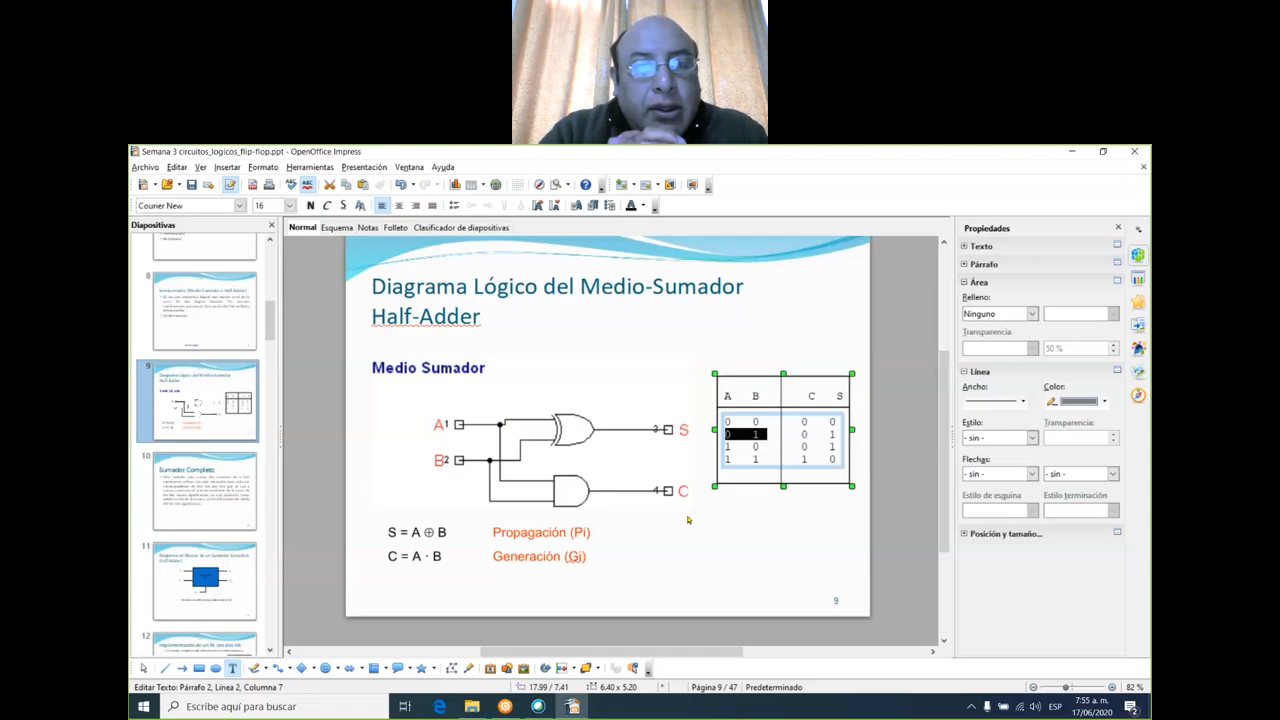 Semana 3 circuitos_logicos_flip-flop.ppt - OpenOffice Impress
Archivo Editar Ver Insertar Formato Herramientas Presentación Ventana Ayuda
Courier New 16
Diapositivas
Normal Esquema Notas Folleto Clasificador de diapositivas
Propiedades
Texto
Párrafo
Área
Relleno:
Ninguno
Transparencia
50 %
Línea
Ancho: Color:
Estilo: Transparencia:
- sin -
Flechas:
- sin - - sin -
Estilo de esquina Estilo terminación
Posición y tamaño...
8
9
10
Sumador Completo
11
12
Diagrama Lógico del Medio-Sumador
Half-Adder
Medio Sumador
A 1
B 2
3 S
4 C
A B C S
0 0 0 0
0 1 0 1
1 0 0 1
1 1 1 0
S = A ⊕ B Propagación (Pi)
C = A · B Generación (Gi)
9
Editar Texto: Párrafo 2, Línea 2, Columna 7
17.99 / 7.41
6.40 x 5.20
*
Página 9 / 47
Predeterminado
82 %
Escribe aquí para buscar
ESP
7:55 a. m.
17/06/2020
2